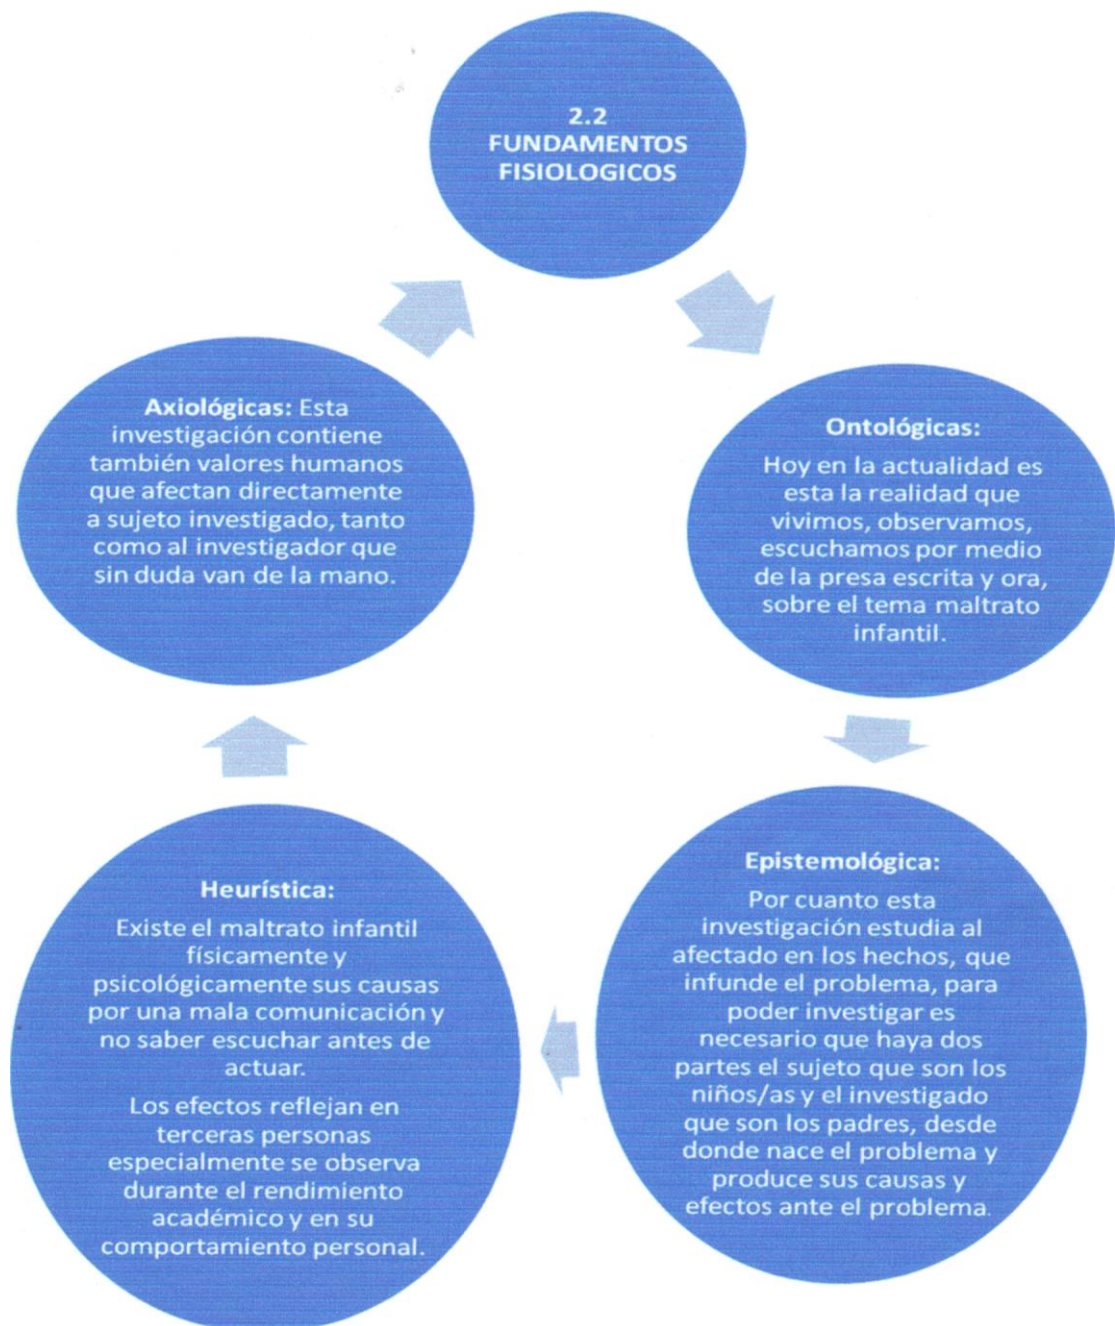 2.2
FUNDAMENTOS
FISIOLOGICOS
Ontológicas:
Hoy en la actualidad es
esta la realidad que
vivimos, observamos,
escuchamos por medio
de la presa escrita y ora,
sobre el tema maltrato
infantil.
Epistemológica:
Por cuanto esta
investigación estudia al
afectado en los hechos, que
infunde el problema, para
poder investigar es
necesario que haya dos
partes el sujeto que son los
niños/as y el investigado
que son los padres, desde
donde nace el problema y
produce sus causas y
efectos ante el problema.
Heurística:
Existe el maltrato infantil
físicamente y
psicológicamente sus causas
por una mala comunicación y
no saber escuchar antes de
actuar.
Los efectos reflejan en
terceras personas
especialmente se observa
durante el rendimiento
académico y en su
comportamiento personal.
Axiológicas: Esta
investigación contiene
también valores humanos
que afectan directamente
a sujeto investigado, tanto
como al investigador que
sin duda van de la mano.